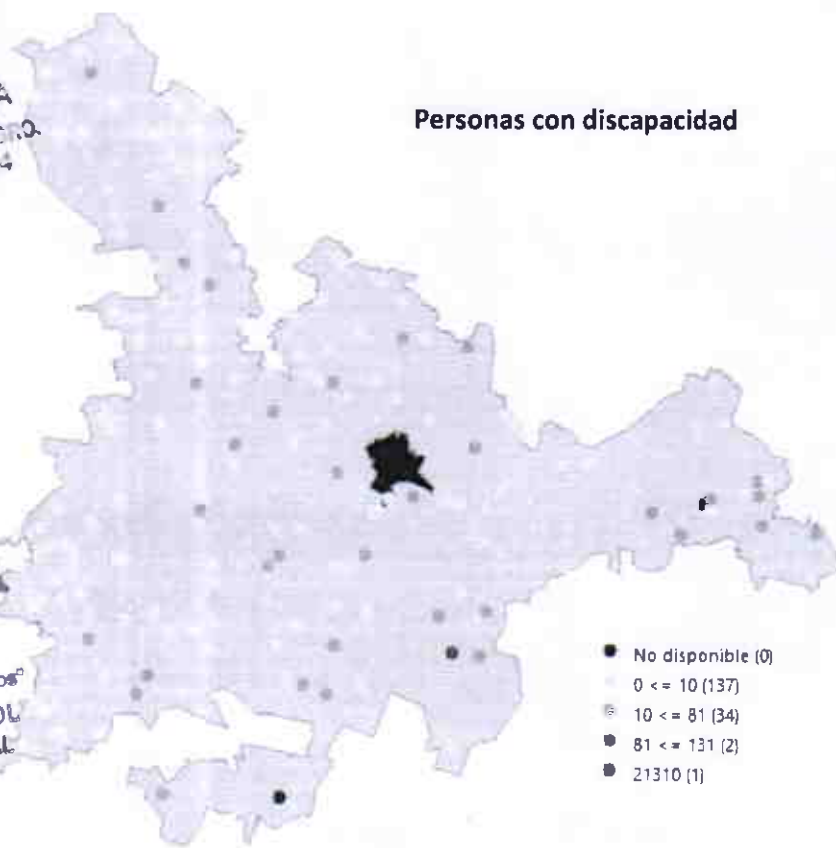 Personas con discapacidad
No disponible (0)
0 <= 10 (137)
10 <= 81 (34)
81 <= 131 (2)
21310 (1)